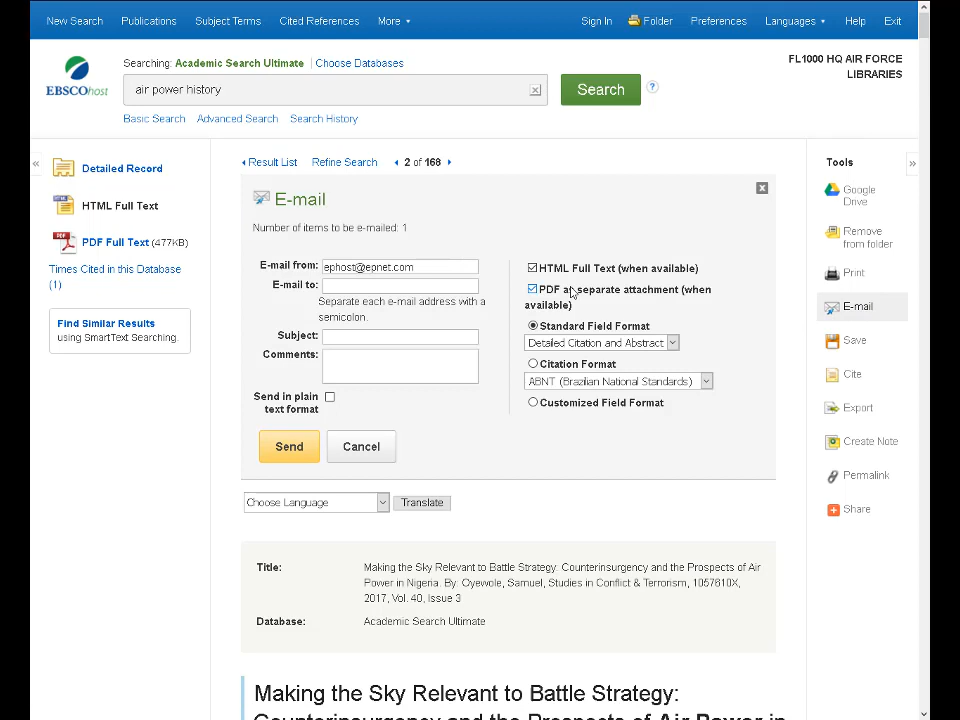 New Search Publications Subject Terms Cited References More Sign In Folder Preferences Languages Help Exit
Searching: Academic Search Ultimate Choose Databases
FL1000 HQ AIR FORCE
LIBRARIES
EBSCOhost
air power history
Search
?
Basic Search Advanced Search Search History
« Detailed Record
HTML Full Text
PDF PDF Full Text (477KB)
Times Cited in this Database
(1)
Find Similar Results
using SmartText Searching.
Result List Refine Search 2 of 168
E-mail
Number of items to be e-mailed: 1
E-mail from: ephost@epnet.com
E-mail to:
Separate each e-mail address with a
semicolon.
Subject:
Comments:
Send in plain
text format
HTML Full Text (when available)
PDF as separate attachment (when
available)
Standard Field Format
Detailed Citation and Abstract
Citation Format
ABNT (Brazilian National Standards)
Customized Field Format
Send Cancel
Choose Language Translate
Title: Making the Sky Relevant to Battle Strategy: Counterinsurgency and the Prospects of Air
Power in Nigeria. By: Oyewole, Samuel, Studies in Conflict & Terrorism, 1057610X,
2017, Vol. 40, Issue 3
Database: Academic Search Ultimate
Making the Sky Relevant to Battle Strategy:
Counterinsurgency and the Prospects of Air Power in
Tools »
Google
Drive
Remove
from folder
Print
E-mail
Save
Cite
Export
Create Note
Permalink
Share